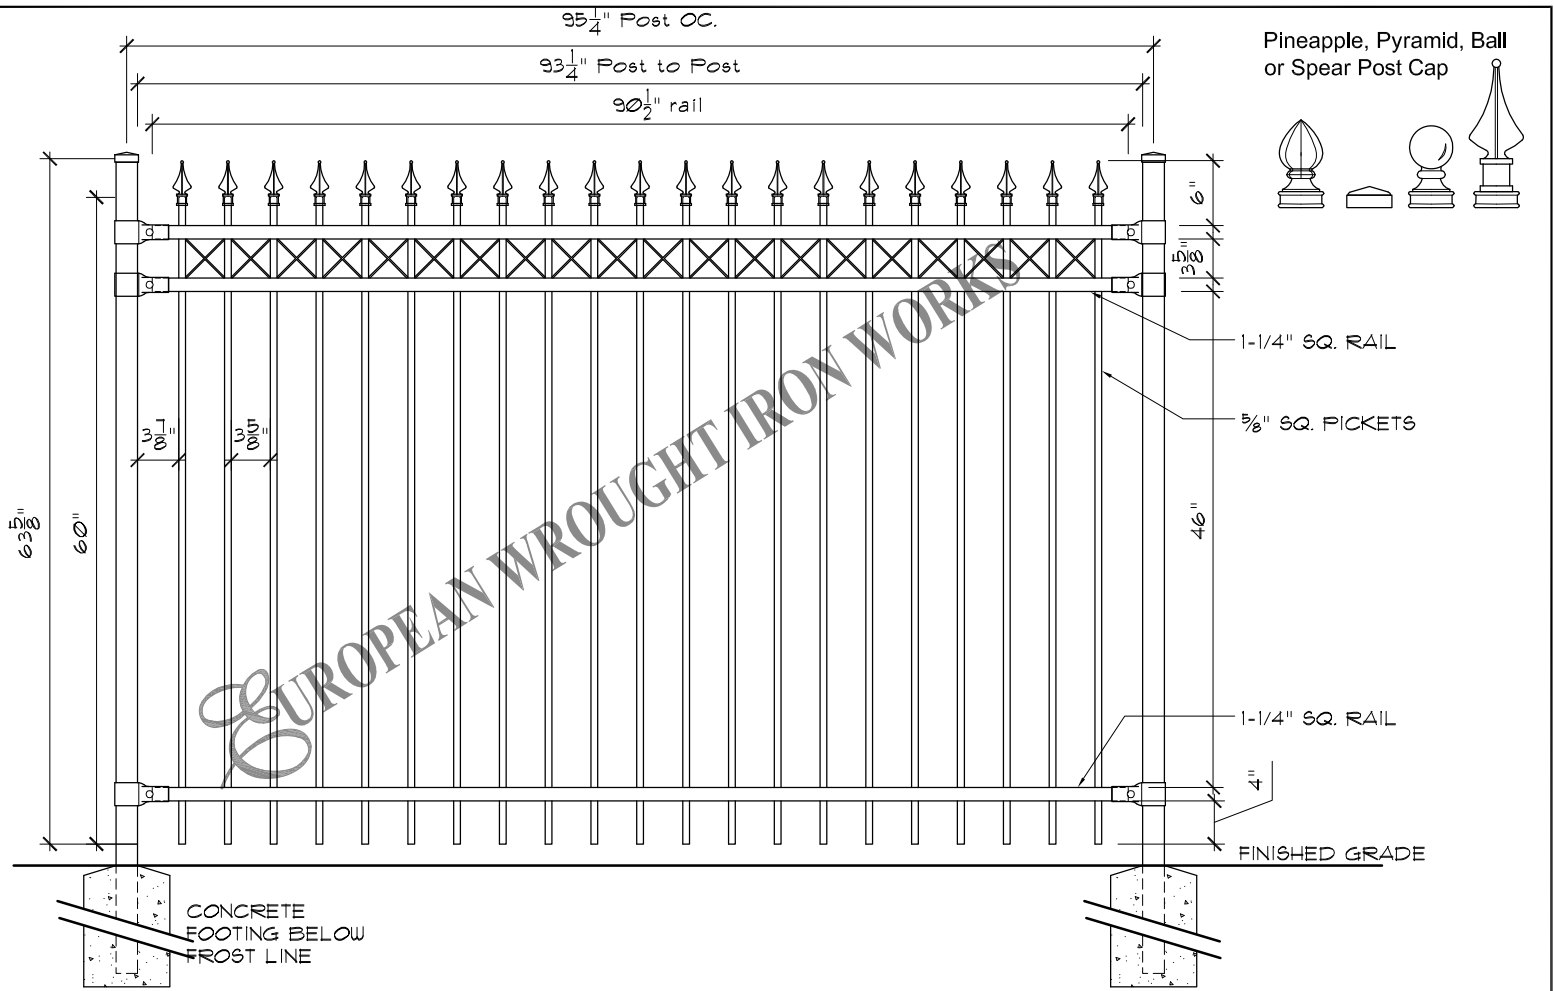 95 1/4" Post OC.
93 1/4" Post to Post
90 1/2" rail
Pineapple, Pyramid, Ball
or Spear Post Cap
6"
3 5/8"
1-1/4" SQ. RAIL
5/8" SQ. PICKETS
3 7/8"
3 5/8"
63 5/8"
60"
46"
EUROPEAN WROUGHT IRON WORKS
1-1/4" SQ. RAIL
4"
FINISHED GRADE
CONCRETE
FOOTING BELOW
FROST LINE